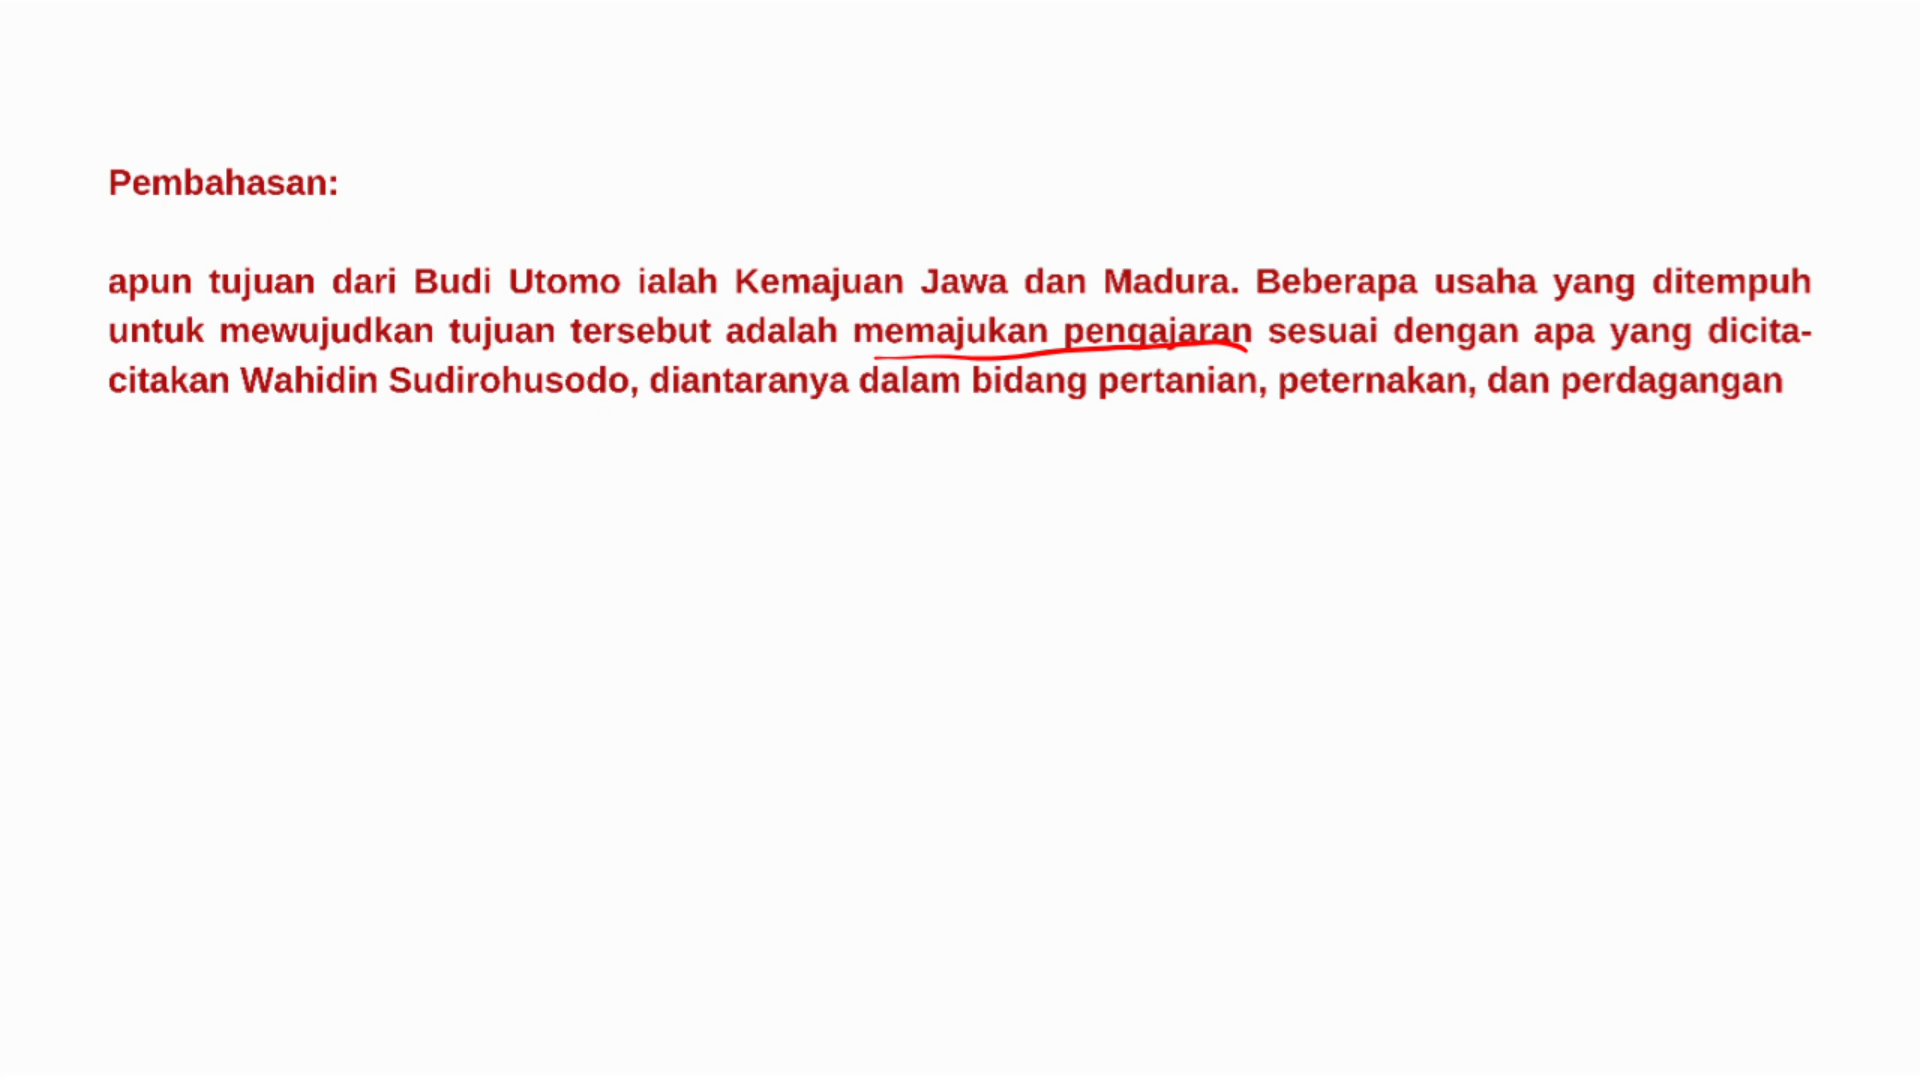 Pembahasan:
apun tujuan dari Budi Utomo ialah Kemajuan Jawa dan Madura. Beberapa usaha yang ditempuh
untuk mewujudkan tujuan tersebut adalah memajukan pengajaran sesuai dengan apa yang dicita-
citakan Wahidin Sudirohusodo, diantaranya dalam bidang pertanian, peternakan, dan perdagangan